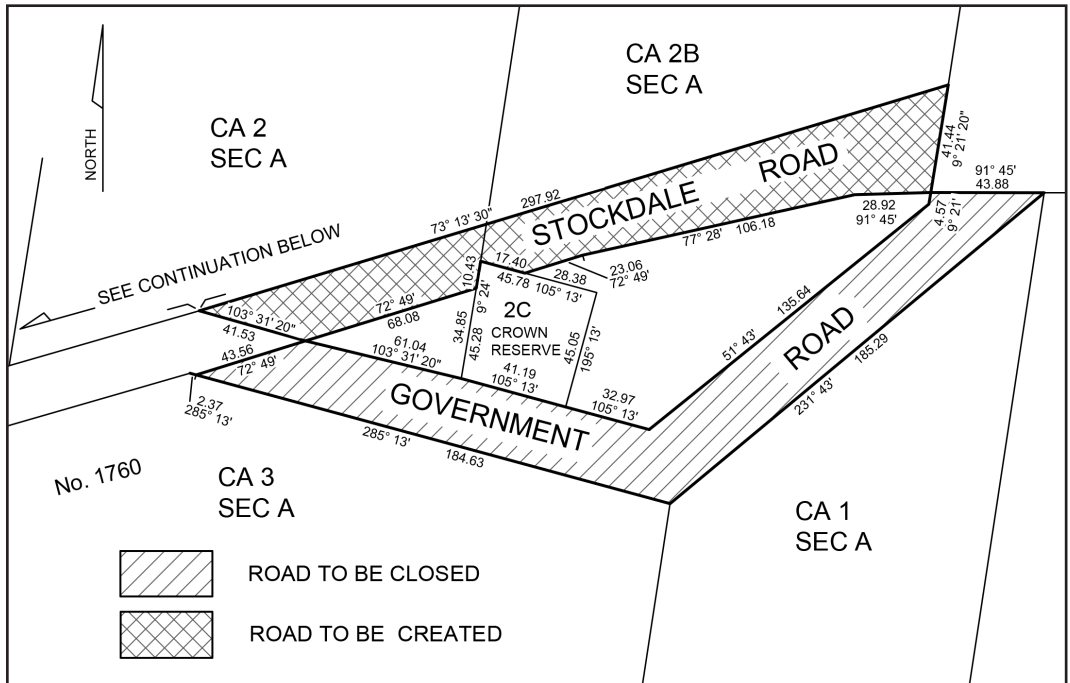 CA 2B
SEC A
NORTH
CA 2
SEC A
41.44
9° 21' 20"
91° 45'
43.88
STOCKDALE ROAD
297.92
73° 13' 30"
28.92
91° 45'
4.57
9° 21'
106.18
77° 28'
SEE CONTINUATION BELOW
17.40
10.43
23.06
72° 49'
28.38
45.78
105° 13'
103° 31' 20"
41.53
72° 49'
68.08
9° 24'
34.85
45.28
2C
CROWN
RESERVE
45.05
195° 13'
135.64
51° 43'
ROAD
185.29
231° 43'
43.56
72° 49'
61.04
103° 31' 20"
41.19
105° 13'
32.97
105° 13'
2.37
285° 13'
GOVERNMENT
285° 13'
184.63
No. 1760
CA 3
SEC A
CA 1
SEC A
ROAD TO BE CLOSED
ROAD TO BE CREATED